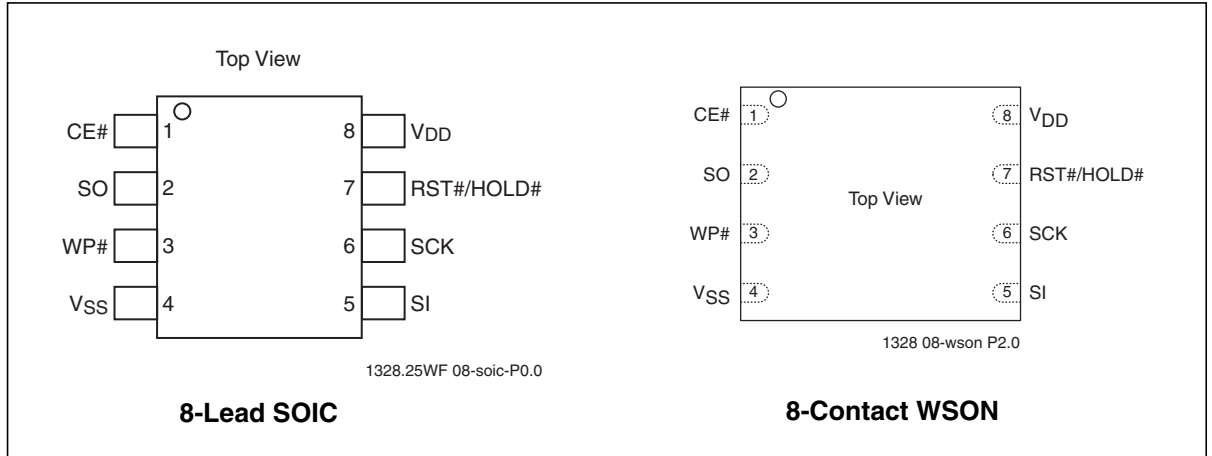 Top View
CE# 1 8 VDD
SO 2 7 RST#/HOLD#
WP# 3 6 SCK
VSS 4 5 SI
1328.25WF 08-soic-P0.0
8-Lead SOIC
CE# 1 8 VDD
SO 2 7 RST#/HOLD#
Top View
WP# 3 6 SCK
VSS 4 5 SI
1328 08-wson P2.0
8-Contact WSON